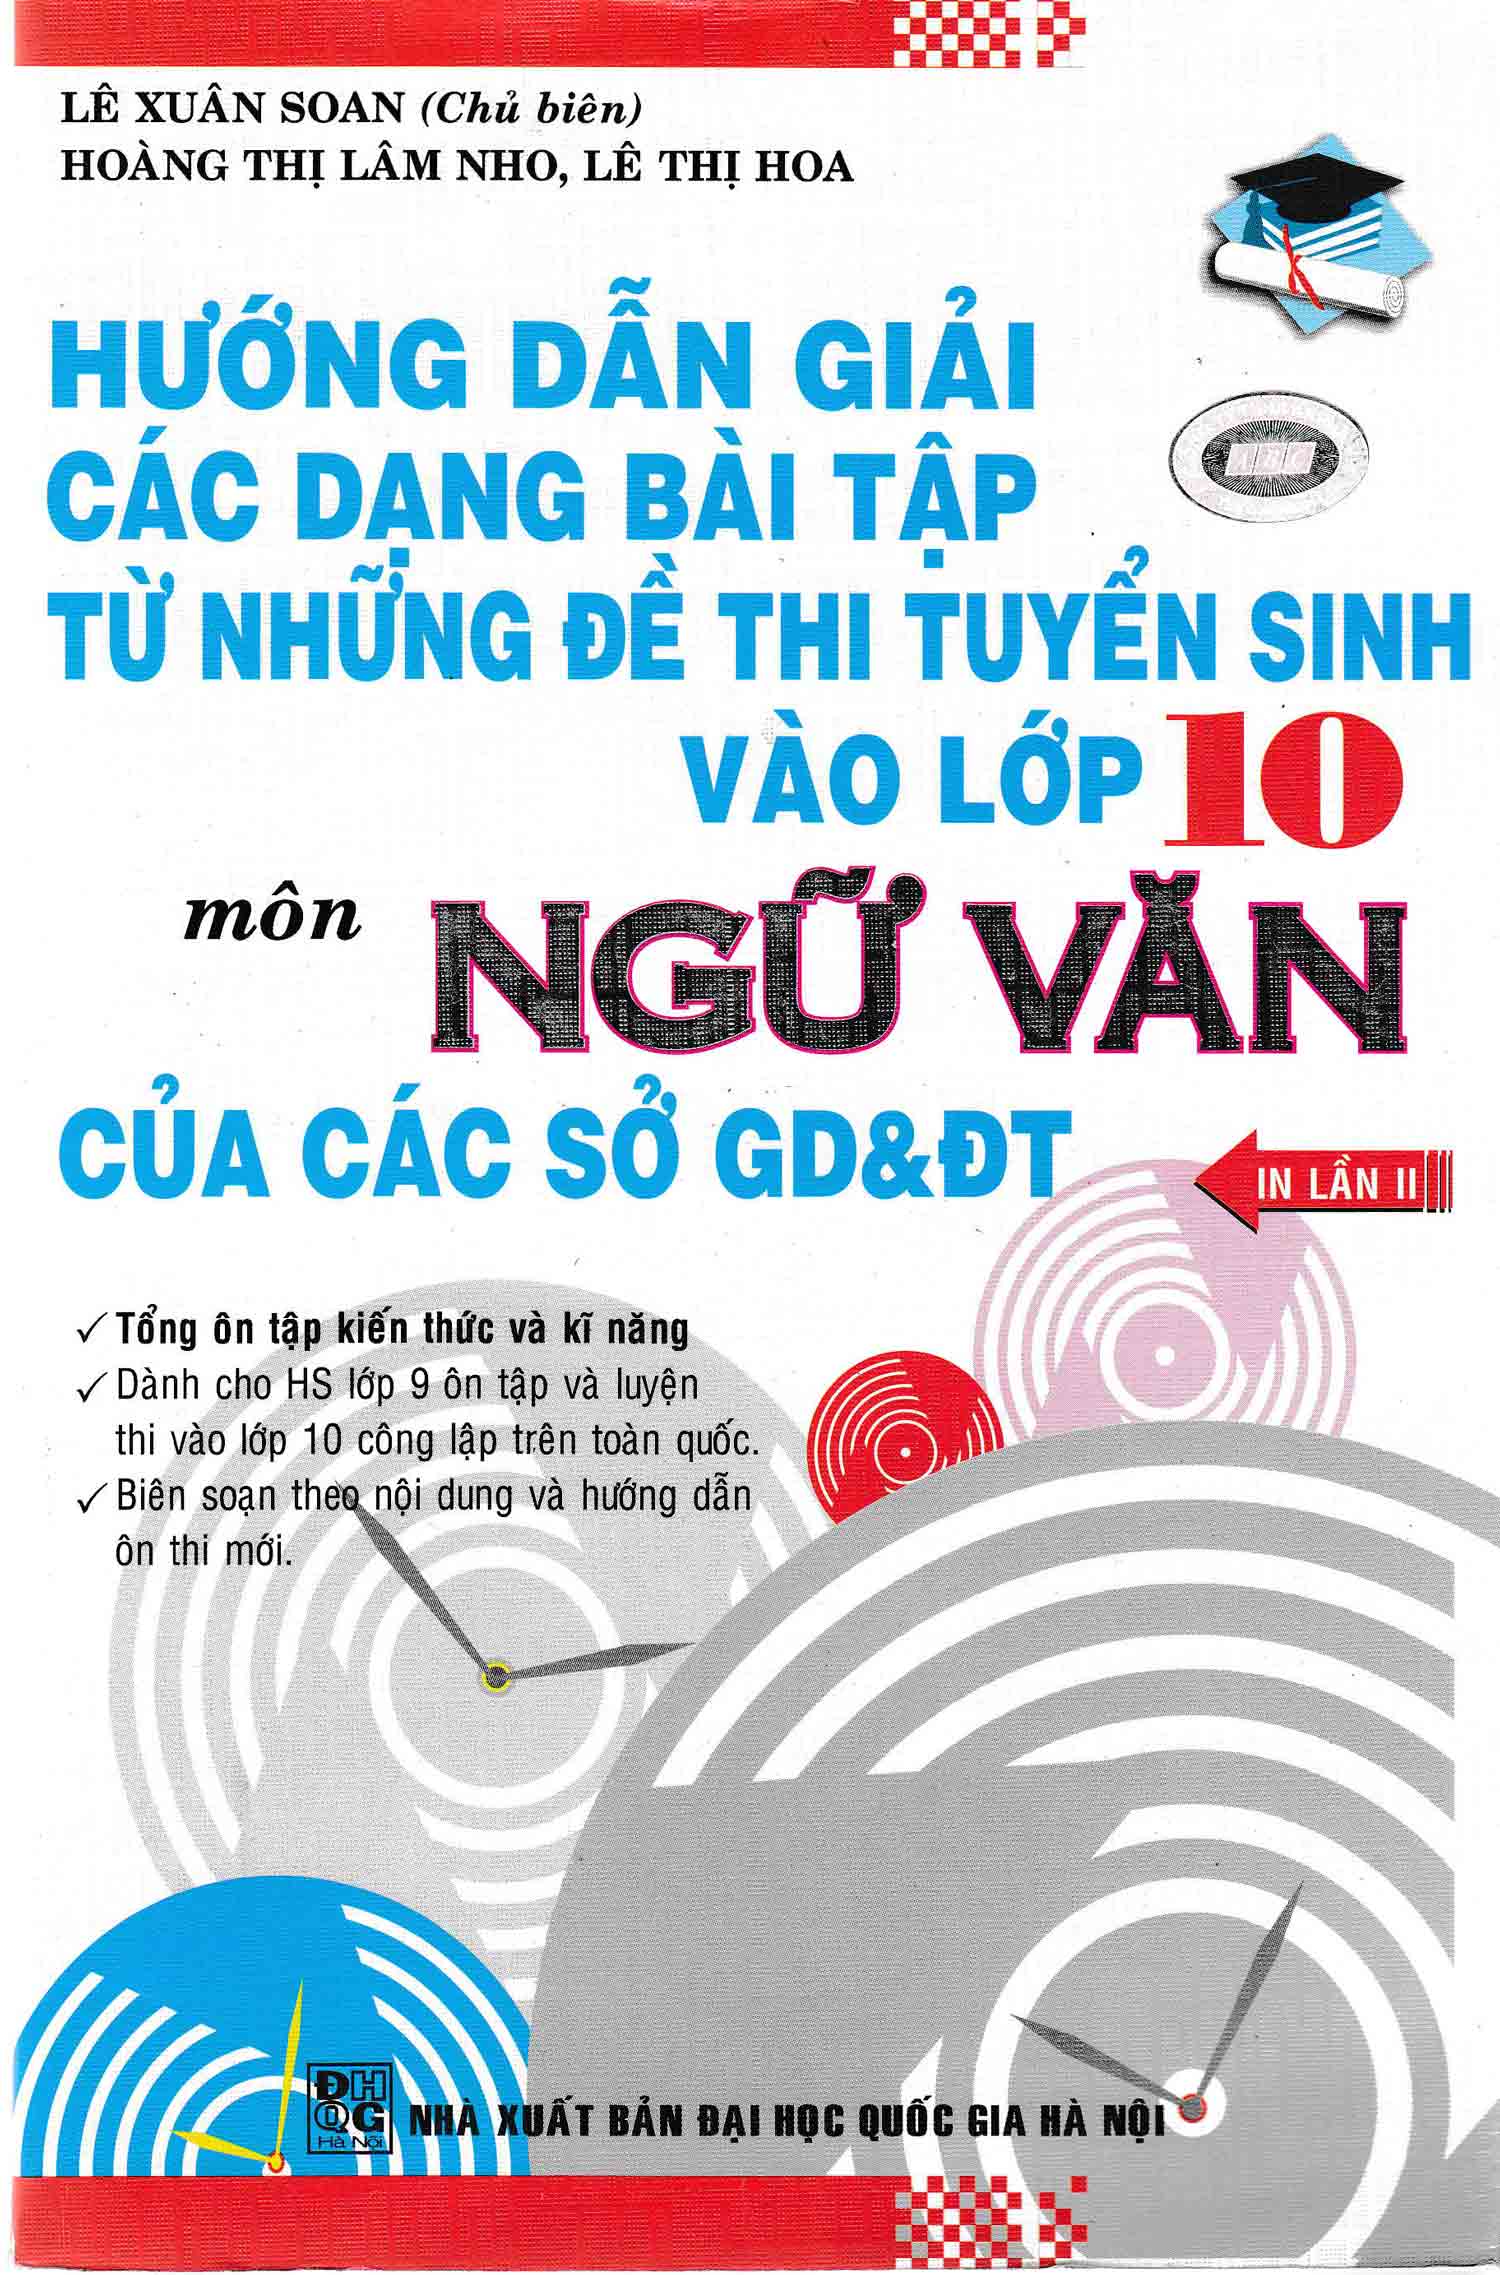 LÊ XUÂN SOAN (Chủ biên)
HOÀNG THỊ LÂM NHO, LÊ THỊ HOA
HƯỚNG DẪN GIẢI
CÁC DẠNG BÀI TẬP
TỪ NHỮNG ĐỀ THI TUYỂN SINH
VÀO LỚP 10
môn NGỮ VĂN
CỦA CÁC SỞ GD&ĐT
IN LẦN II
✓ Tổng ôn tập kiến thức và kĩ năng
✓ Dành cho HS lớp 9 ôn tập và luyện
thi vào lớp 10 công lập trên toàn quốc.
✓ Biên soạn theo nội dung và hướng dẫn
ôn thi mới.
ĐH
QG
Hà Nội
NHÀ XUẤT BẢN ĐẠI HỌC QUỐC GIA HÀ NỘI